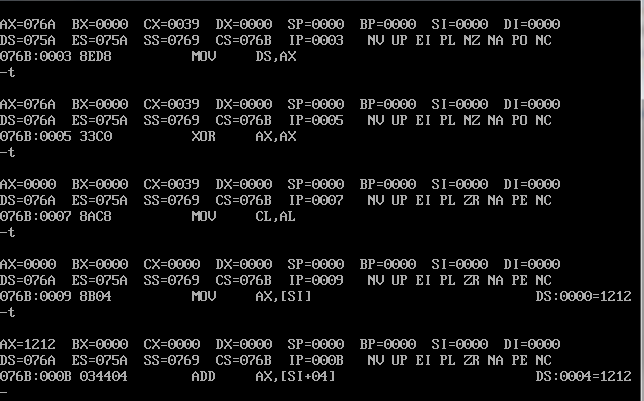 AX=076A  BX=0000  CX=0039  DX=0000  SP=0000  BP=0000  SI=0000  DI=0000
DS=075A  ES=075A  SS=0769  CS=076B  IP=0003   NV UP EI PL NZ NA PO NC
076B:0003 8ED8          MOV     DS,AX
-t
AX=076A  BX=0000  CX=0039  DX=0000  SP=0000  BP=0000  SI=0000  DI=0000
DS=076A  ES=075A  SS=0769  CS=076B  IP=0005   NV UP EI PL NZ NA PO NC
076B:0005 33C0          XOR     AX,AX
-t
AX=0000  BX=0000  CX=0039  DX=0000  SP=0000  BP=0000  SI=0000  DI=0000
DS=076A  ES=075A  SS=0769  CS=076B  IP=0007   NV UP EI PL ZR NA PE NC
076B:0007 8AC8          MOV     CL,AL
-t
AX=0000  BX=0000  CX=0000  DX=0000  SP=0000  BP=0000  SI=0000  DI=0000
DS=076A  ES=075A  SS=0769  CS=076B  IP=0009   NV UP EI PL ZR NA PE NC
076B:0009 8B04          MOV     AX,[SI]                            DS:0000=1212
-t
AX=1212  BX=0000  CX=0000  DX=0000  SP=0000  BP=0000  SI=0000  DI=0000
DS=076A  ES=075A  SS=0769  CS=076B  IP=000B   NV UP EI PL ZR NA PE NC
076B:000B 034404        ADD     AX,[SI+04]                         DS:0004=1212
-